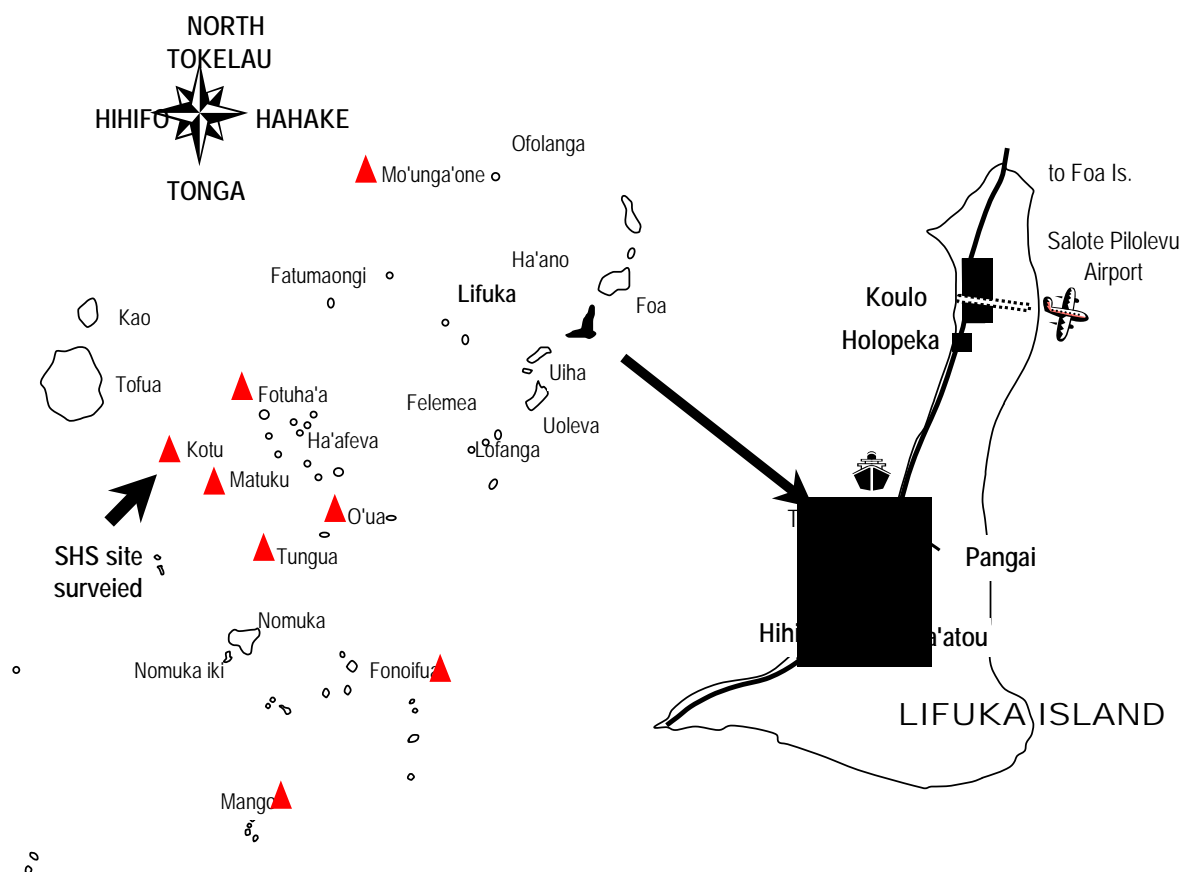 NORTH
TOKELAU
HIHIFO
HAHAKE
TONGA
Ofolanga
Mo'unga'one
to Foa Is.
Salote Pilolevu
Airport
Ha'ano
Fatumaongi
Lifuka
Foa
Koulo
Kao
Holopeka
Tofua
Uiha
Fotuha'a
Felemea
Uoleva
Kotu
Ha'afeva
Lofanga
Matuku
O'ua
SHS site
surveied
Tungua
Pangai
Nomuka
Nomuka iki
Fonoifua
LIFUKA ISLAND
Mango